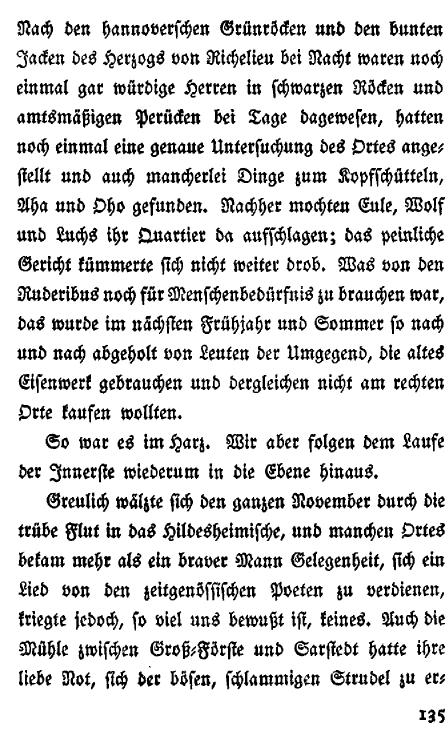 Nach den hannoverschen Grünröcken und den bunten
Jacken des Herzogs von Richelieu bei Nacht waren noch
einmal gar würdige Herren in schwarzen Röcken und
amtsmäßigen Perücken bei Tage dagewesen, hatten
noch einmal eine genaue Untersuchung des Ortes ange-
stellt und auch mancherlei Dinge zum Kopfschütteln,
Aha und Oho gefunden. Nachher mochten Eule, Wolf
und Luchs ihr Quartier da aufschlagen; das peinliche
Gericht kümmerte sich nicht weiter drob. Was von den
Ruderibus noch für Menschenbedürfnis zu brauchen war,
das wurde im nächsten Frühjahr und Sommer so nach
und nach abgeholt von Leuten der Umgegend, die altes
Eisenwerk gebrauchen und dergleichen nicht am rechten
Orte kaufen wollten.
So war es im Harz. Wir aber folgen dem Laufe
der Innerste wiederum in die Ebene hinaus.
Greulich wälzte sich den ganzen November durch die
trübe Flut in das Hildesheimische, und manchen Ortes
bekam mehr als ein braver Mann Gelegenheit, sich ein
Lied von den zeitgenössischen Poeten zu verdienen,
kriegte jedoch, so viel uns bewußt ist, keines. Auch die
Mühle zwischen Groß-Förste und Sarstedt hatte ihre
liebe Not, sich der bösen, schlammigen Strudel zu er-
135